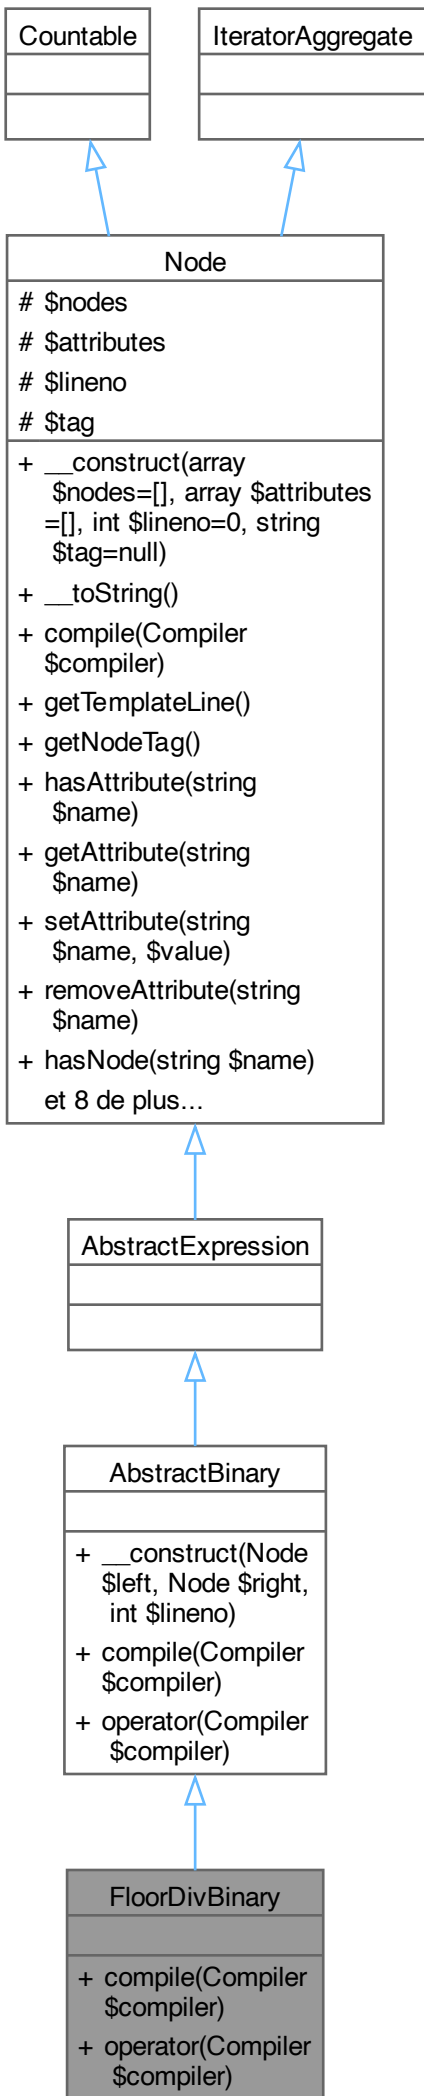 Countable
IteratorAggregate
Node
# $nodes
# $attributes
# $lineno
# $tag
+ __construct(array
$nodes=[], array $attributes
=[], int $lineno=0, string
$tag=null)
+ __toString()
+ compile(Compiler
$compiler)
+ getTemplateLine()
+ getNodeTag()
+ hasAttribute(string
$name)
+ getAttribute(string
$name)
+ setAttribute(string
$name, $value)
+ removeAttribute(string
$name)
+ hasNode(string $name)
et 8 de plus...
AbstractExpression
AbstractBinary
+ __construct(Node
$left, Node $right,
int $lineno)
+ compile(Compiler
$compiler)
+ operator(Compiler
$compiler)
FloorDivBinary
+ compile(Compiler
$compiler)
+ operator(Compiler
$compiler)